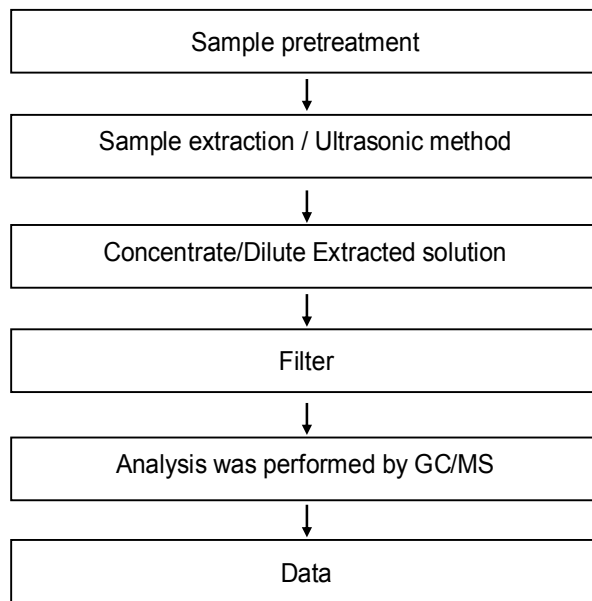 Sample pretreatment
Sample extraction / Ultrasonic method
Concentrate/Dilute Extracted solution
Filter
Analysis was performed by GC/MS
Data